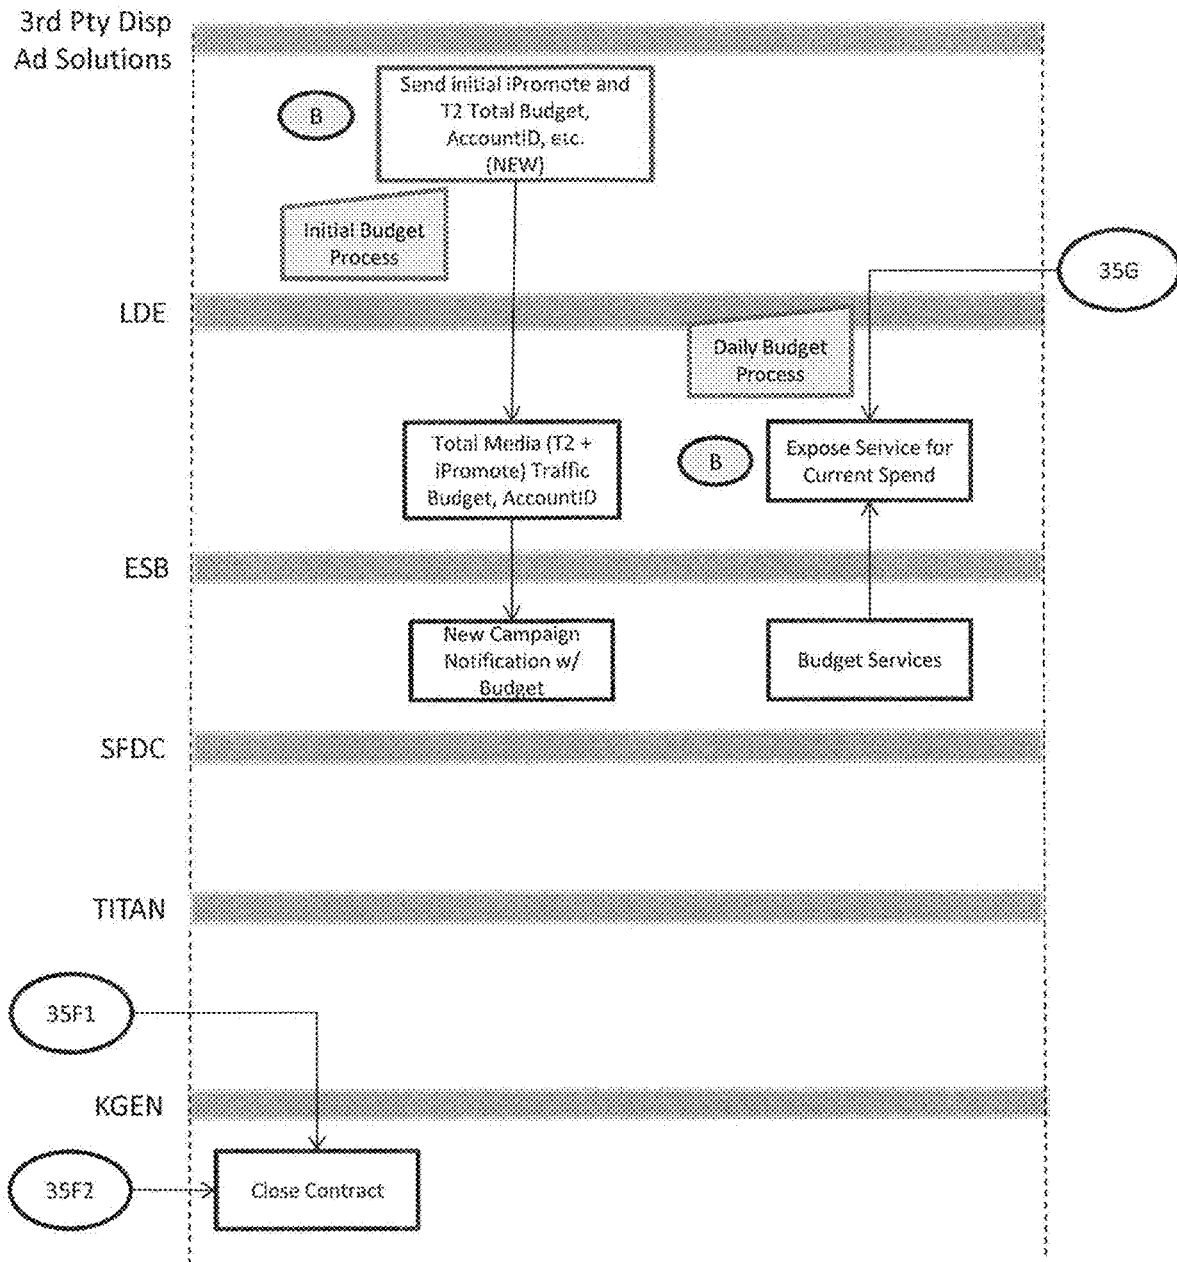 3rd Pty Disp
Ad Solutions
Send initial iPromote and
T2 Total Budget,
AccountID, etc.
(NEW)
B
Initial Budget
Process
35G
LDE
Daily Budget
Process
Total Media (T2 +
iPromote) Traffic
Budget, AccountID
B
Expose Service for
Current Spend
ESB
New Campaign
Notification w/
Budget
Budget Services
SFDC
TITAN
35F1
KGEN
35F2
Close Contract